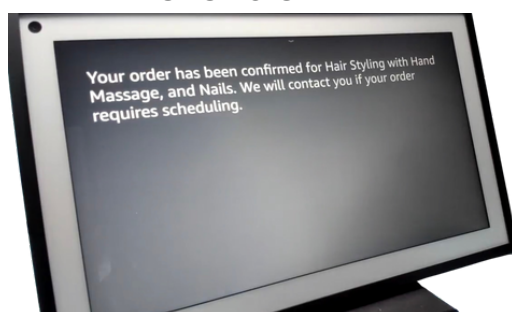 Your order has been confirmed for Hair Styling with Hand
Massage, and Nails. We will contact you if your order
requires scheduling.